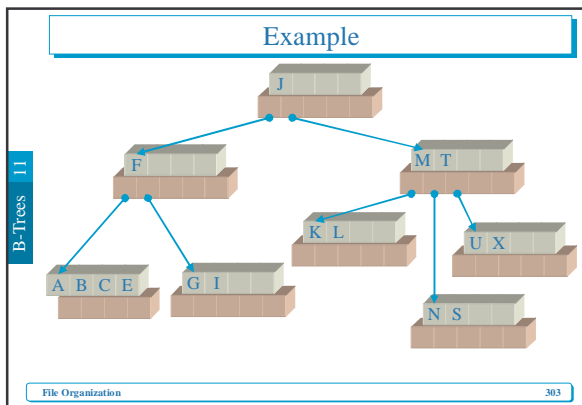 Example
J
F
M T
B-Trees 11
K L
U X
A B C E
G I
N S
File Organization 303